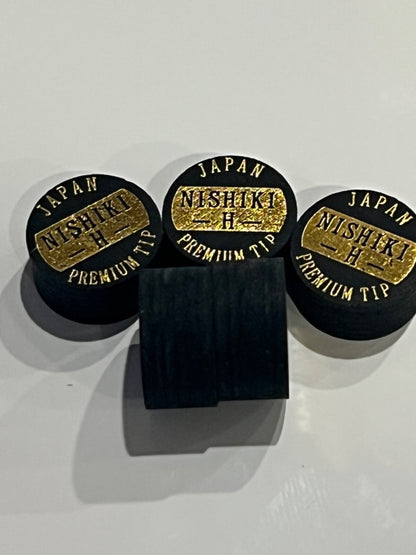 JAPAN
NISHIKI
— H —
PREMIUM TIP
JAPAN
NISHIKI
— H —
PREMIUM TIP
JAPAN
NISHIKI
— H —
PREMIUM TIP